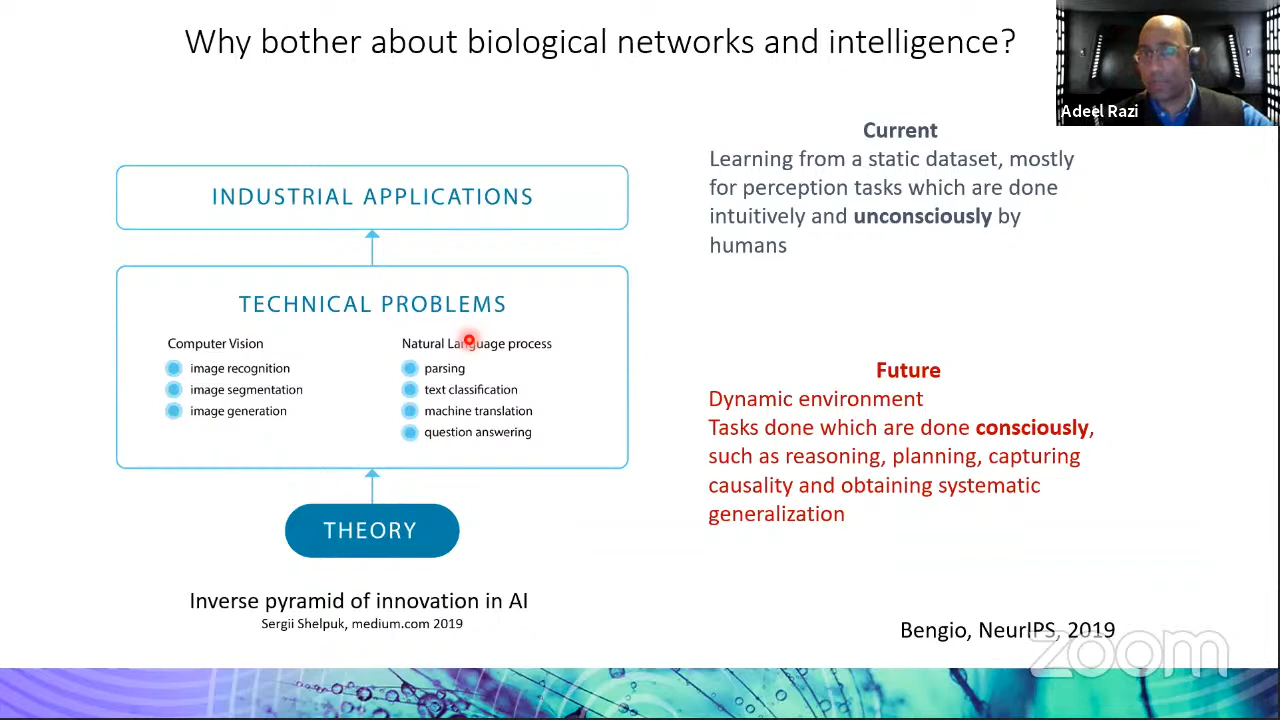 Why bother about biological networks and intelligence?
Adeel Razi
INDUSTRIAL APPLICATIONS
TECHNICAL PROBLEMS
Computer Vision
image recognition
image segmentation
image generation
Natural Language process
parsing
text classification
machine translation
question answering
THEORY
Inverse pyramid of innovation in AI
Sergii Shelpuk, medium.com 2019
Current
Learning from a static dataset, mostly
for perception tasks which are done
intuitively and unconsciously by
humans
Future
Dynamic environment
Tasks done which are done consciously,
such as reasoning, planning, capturing
causality and obtaining systematic
generalization
Bengio, NeurIPS, 2019
zoom